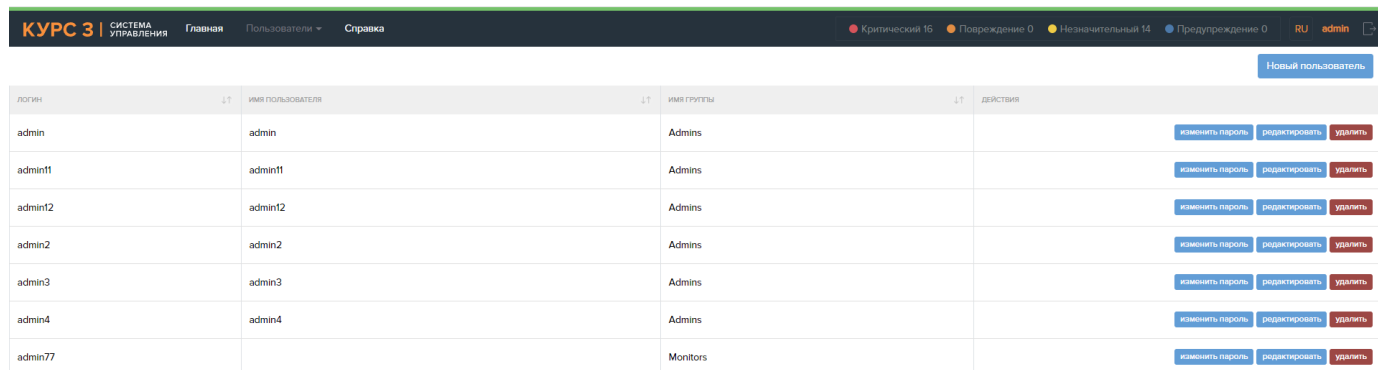 КУРС 3 | СИСТЕМА УПРАВЛЕНИЯ Главная Пользователи Справка Критический 16 Повреждение 0 Незначительный 14 Предупреждение 0 RU admin
Новый пользователь
ЛОГИН ИМЯ ПОЛЬЗОВАТЕЛЯ ИМЯ ГРУППЫ ДЕЙСТВИЯ
admin admin Admins изменить пароль редактировать удалить
admin11 admin11 Admins изменить пароль редактировать удалить
admin12 admin12 Admins изменить пароль редактировать удалить
admin2 admin2 Admins изменить пароль редактировать удалить
admin3 admin3 Admins изменить пароль редактировать удалить
admin4 admin4 Admins изменить пароль редактировать удалить
admin77 Monitors изменить пароль редактировать удалить